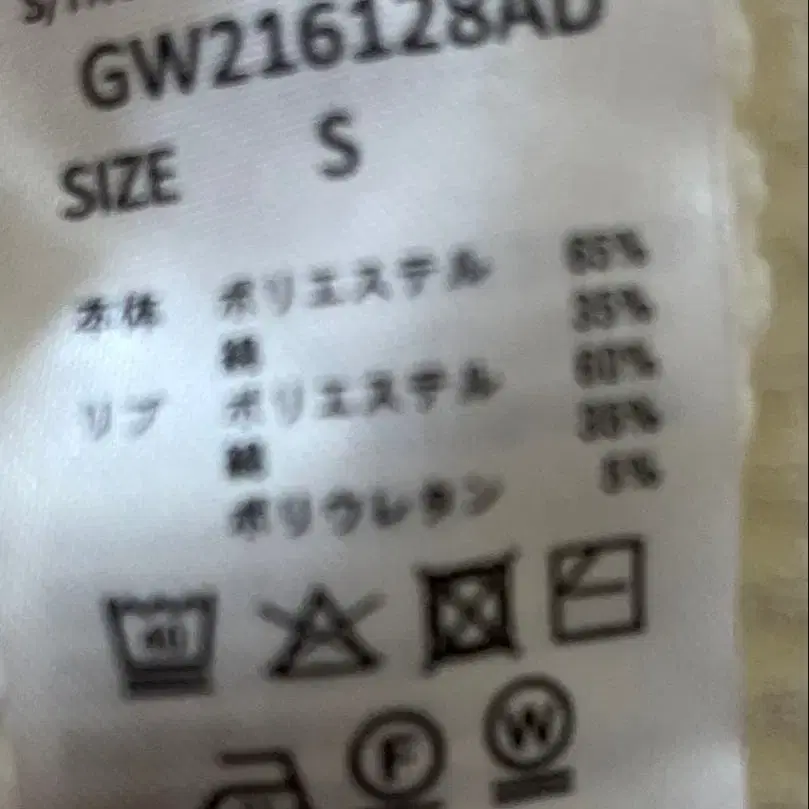 GW216128AD
SIZE S
本体 ポリエステル 65%
綿 35%
リブ ポリエステル 60%
綿 35%
ポリウレタン 5%
40
F W